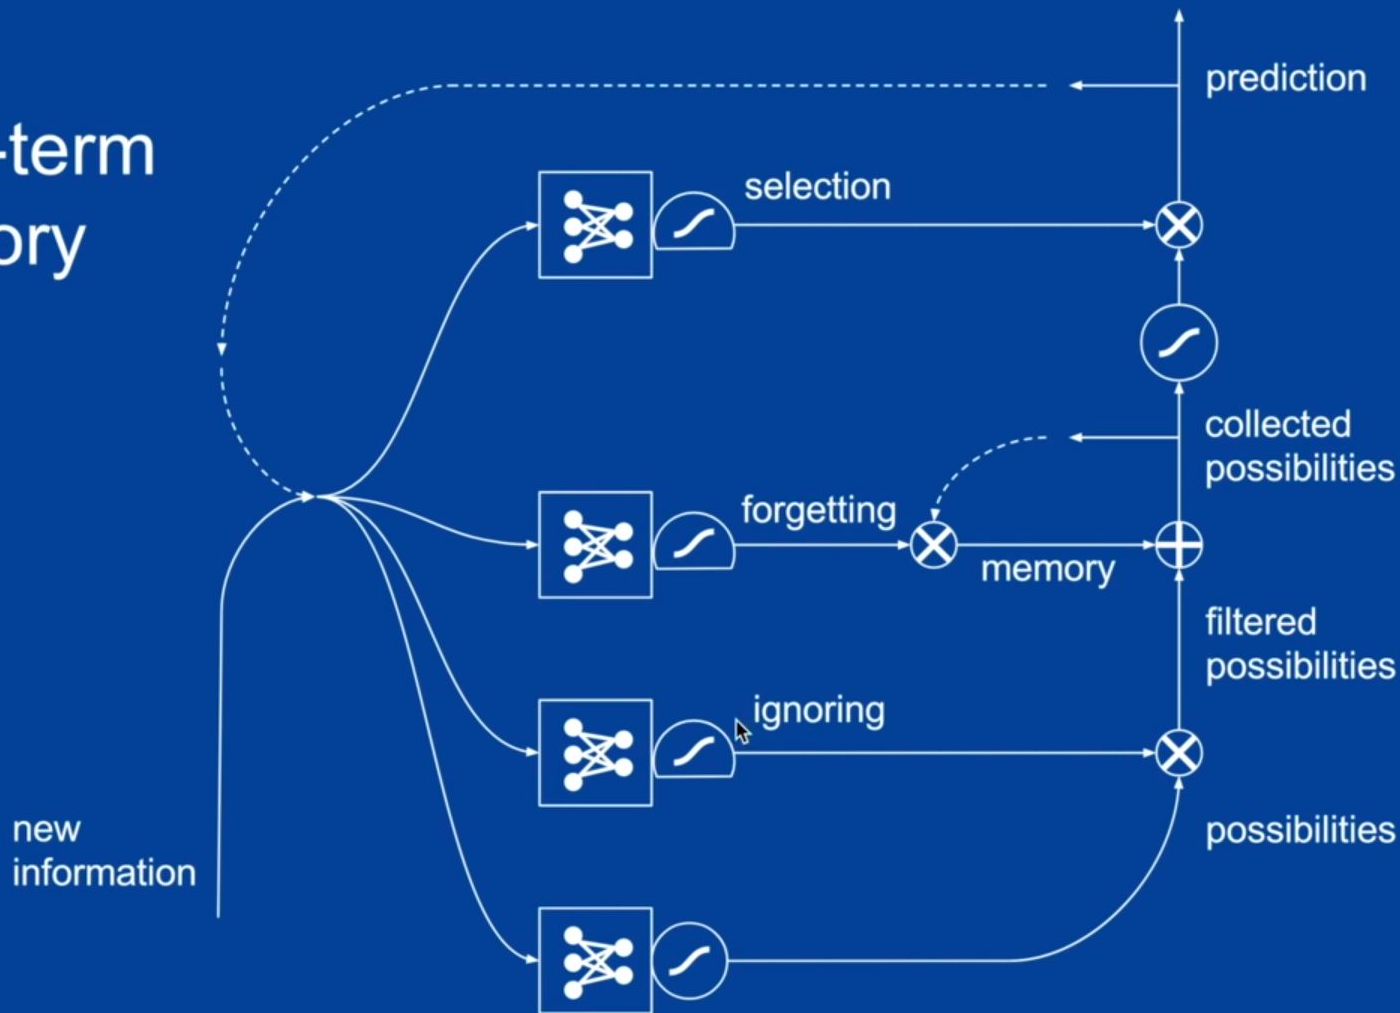 -term
ory
prediction
selection
collected
possibilities
forgetting
memory
filtered
possibilities
ignoring
new
information
possibilities